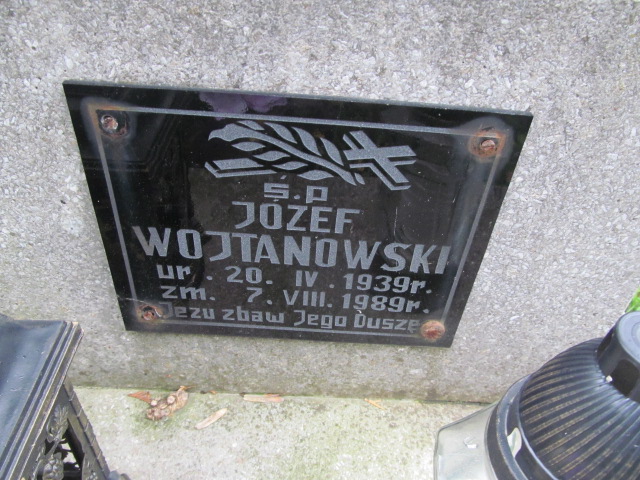 ś.p
JÓZEF
WOJTANOWSKI
ur. 20. IV. 1939r.
zm. 7. VIII. 1989r.
Jezu zbaw Jego Duszę